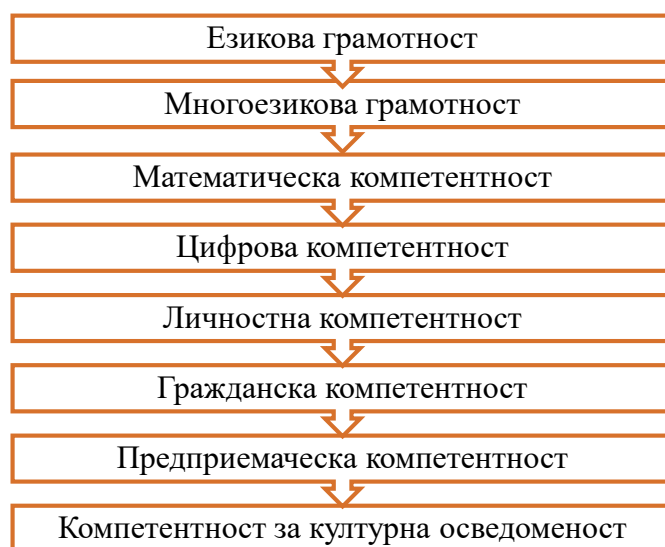 Езикова грамотност
Многоезикова грамотност
Математическа компетентност
Цифрова компетентност
Личностна компетентност
Гражданска компетентност
Предприемаческа компетентност
Компетентност за културна осведоменост